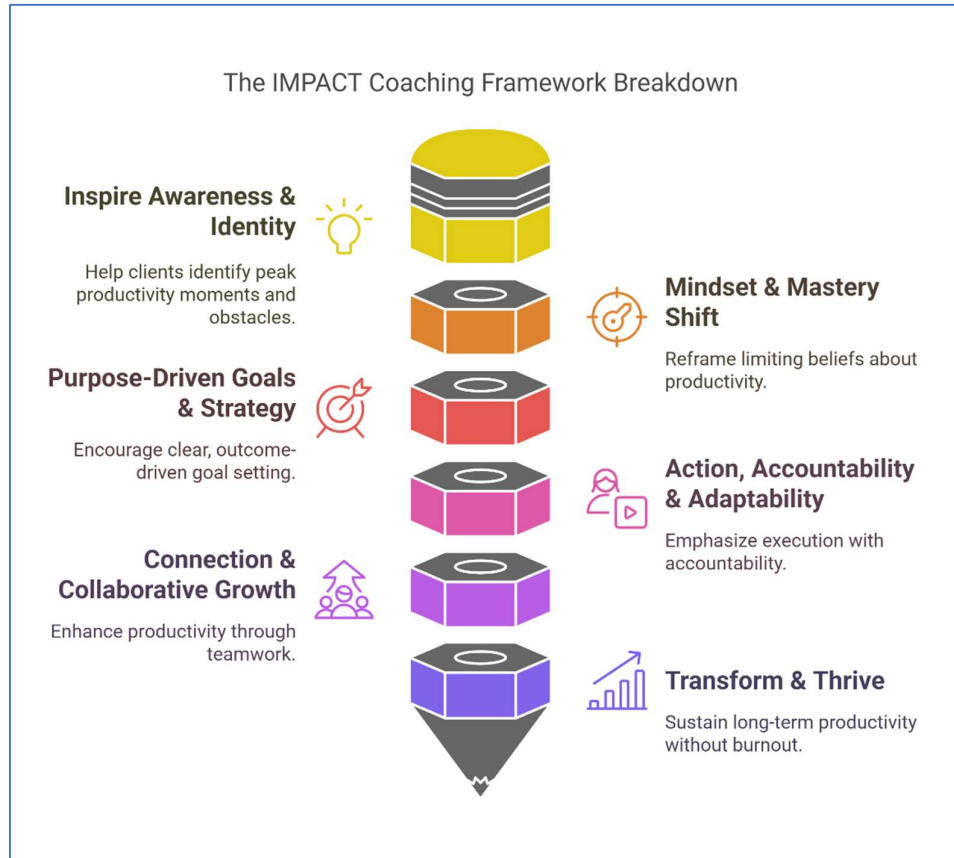 The IMPACT Coaching Framework Breakdown
Inspire Awareness &
Identity
Help clients identify peak
productivity moments and
obstacles.
Mindset & Mastery
Shift
Reframe limiting beliefs about
productivity.
Purpose-Driven Goals
& Strategy
Encourage clear, outcome-
driven goal setting.
Action, Accountability
& Adaptability
Emphasize execution with
accountability.
Connection &
Collaborative Growth
Enhance productivity through
teamwork.
Transform & Thrive
Sustain long-term productivity
without burnout.